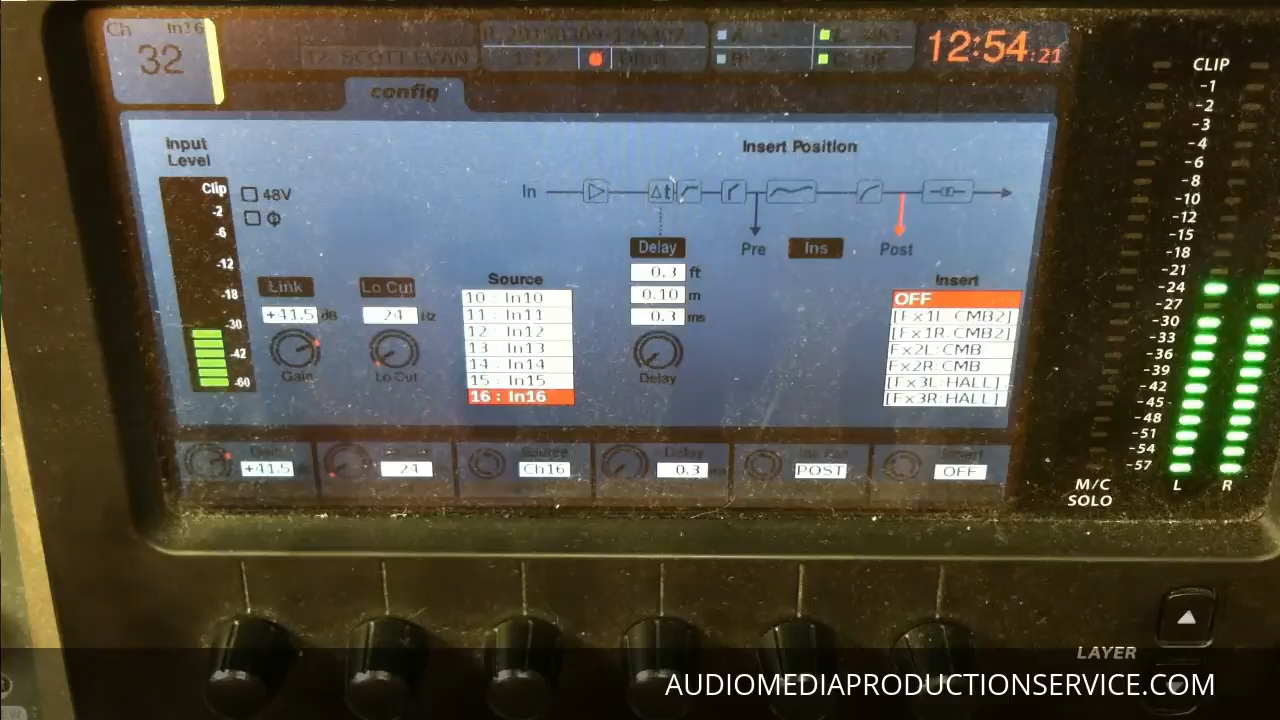 Ch In16
32
12:54:21
config
Input
Level
Clip
-2
-6
-12
-18
-30
-42
-60
48V
Φ
Link
+41.5 dB
Gain
Lo Cut
24 Hz
Lo Cut
Source
10 : In10
11 : In11
12 : In12
13 : In13
14 : In14
15 : In15
16 : In16
Insert Position
In
Δt
Delay
0.3 ft
0.10 m
0.3 ms
Delay
Pre
Ins
Post
Insert
OFF
[Fx1L:CMB2]
[Fx1R:CMB2]
Fx2L:CMB
Fx2R:CMB
[Fx3L:HALL]
[Fx3R:HALL]
Gain
+41.5
24
Source
Ch16
Delay
0.3
POST
Insert
OFF
CLIP
-1
-2
-3
-4
-6
-8
-10
-12
-15
-18
-21
-24
-27
-30
-33
-36
-39
-42
-45
-48
-51
-54
-57
L R
M/C
SOLO
LAYER
AUDIOMEDIAPRODUCTIONSERVICE.COM